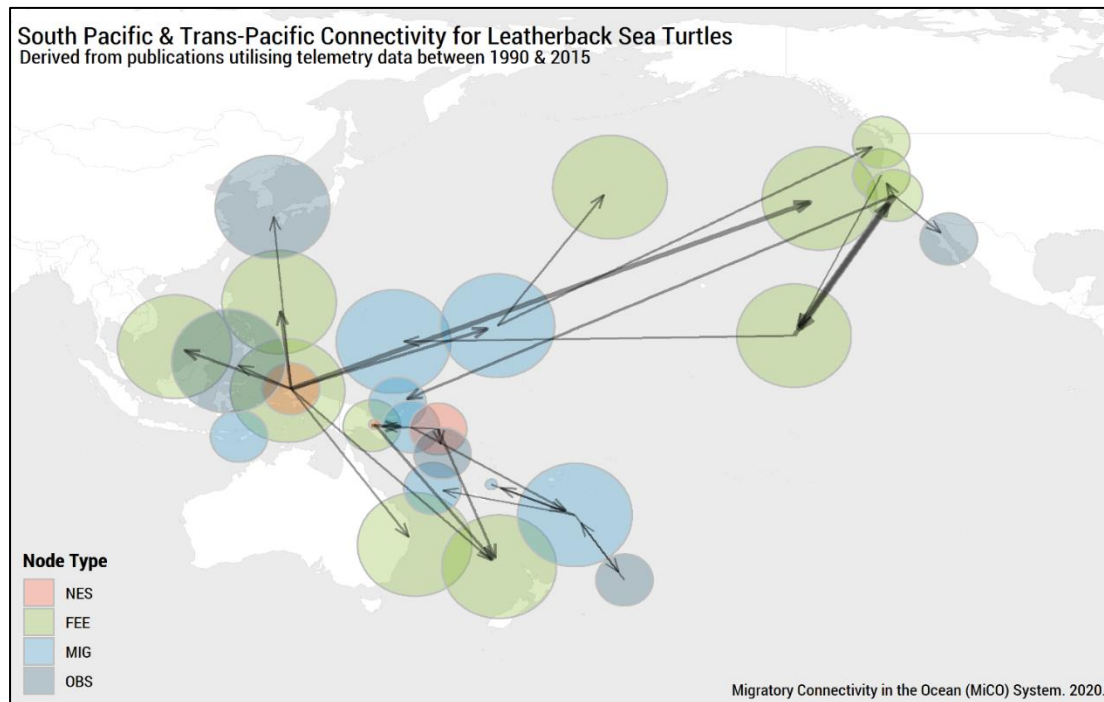 South Pacific & Trans-Pacific Connectivity for Leatherback Sea Turtles
Derived from publications utilising telemetry data between 1990 & 2015
Node Type
NES
FEE
MIG
OBS
Migratory Connectivity in the Ocean (MiCO) System. 2020.